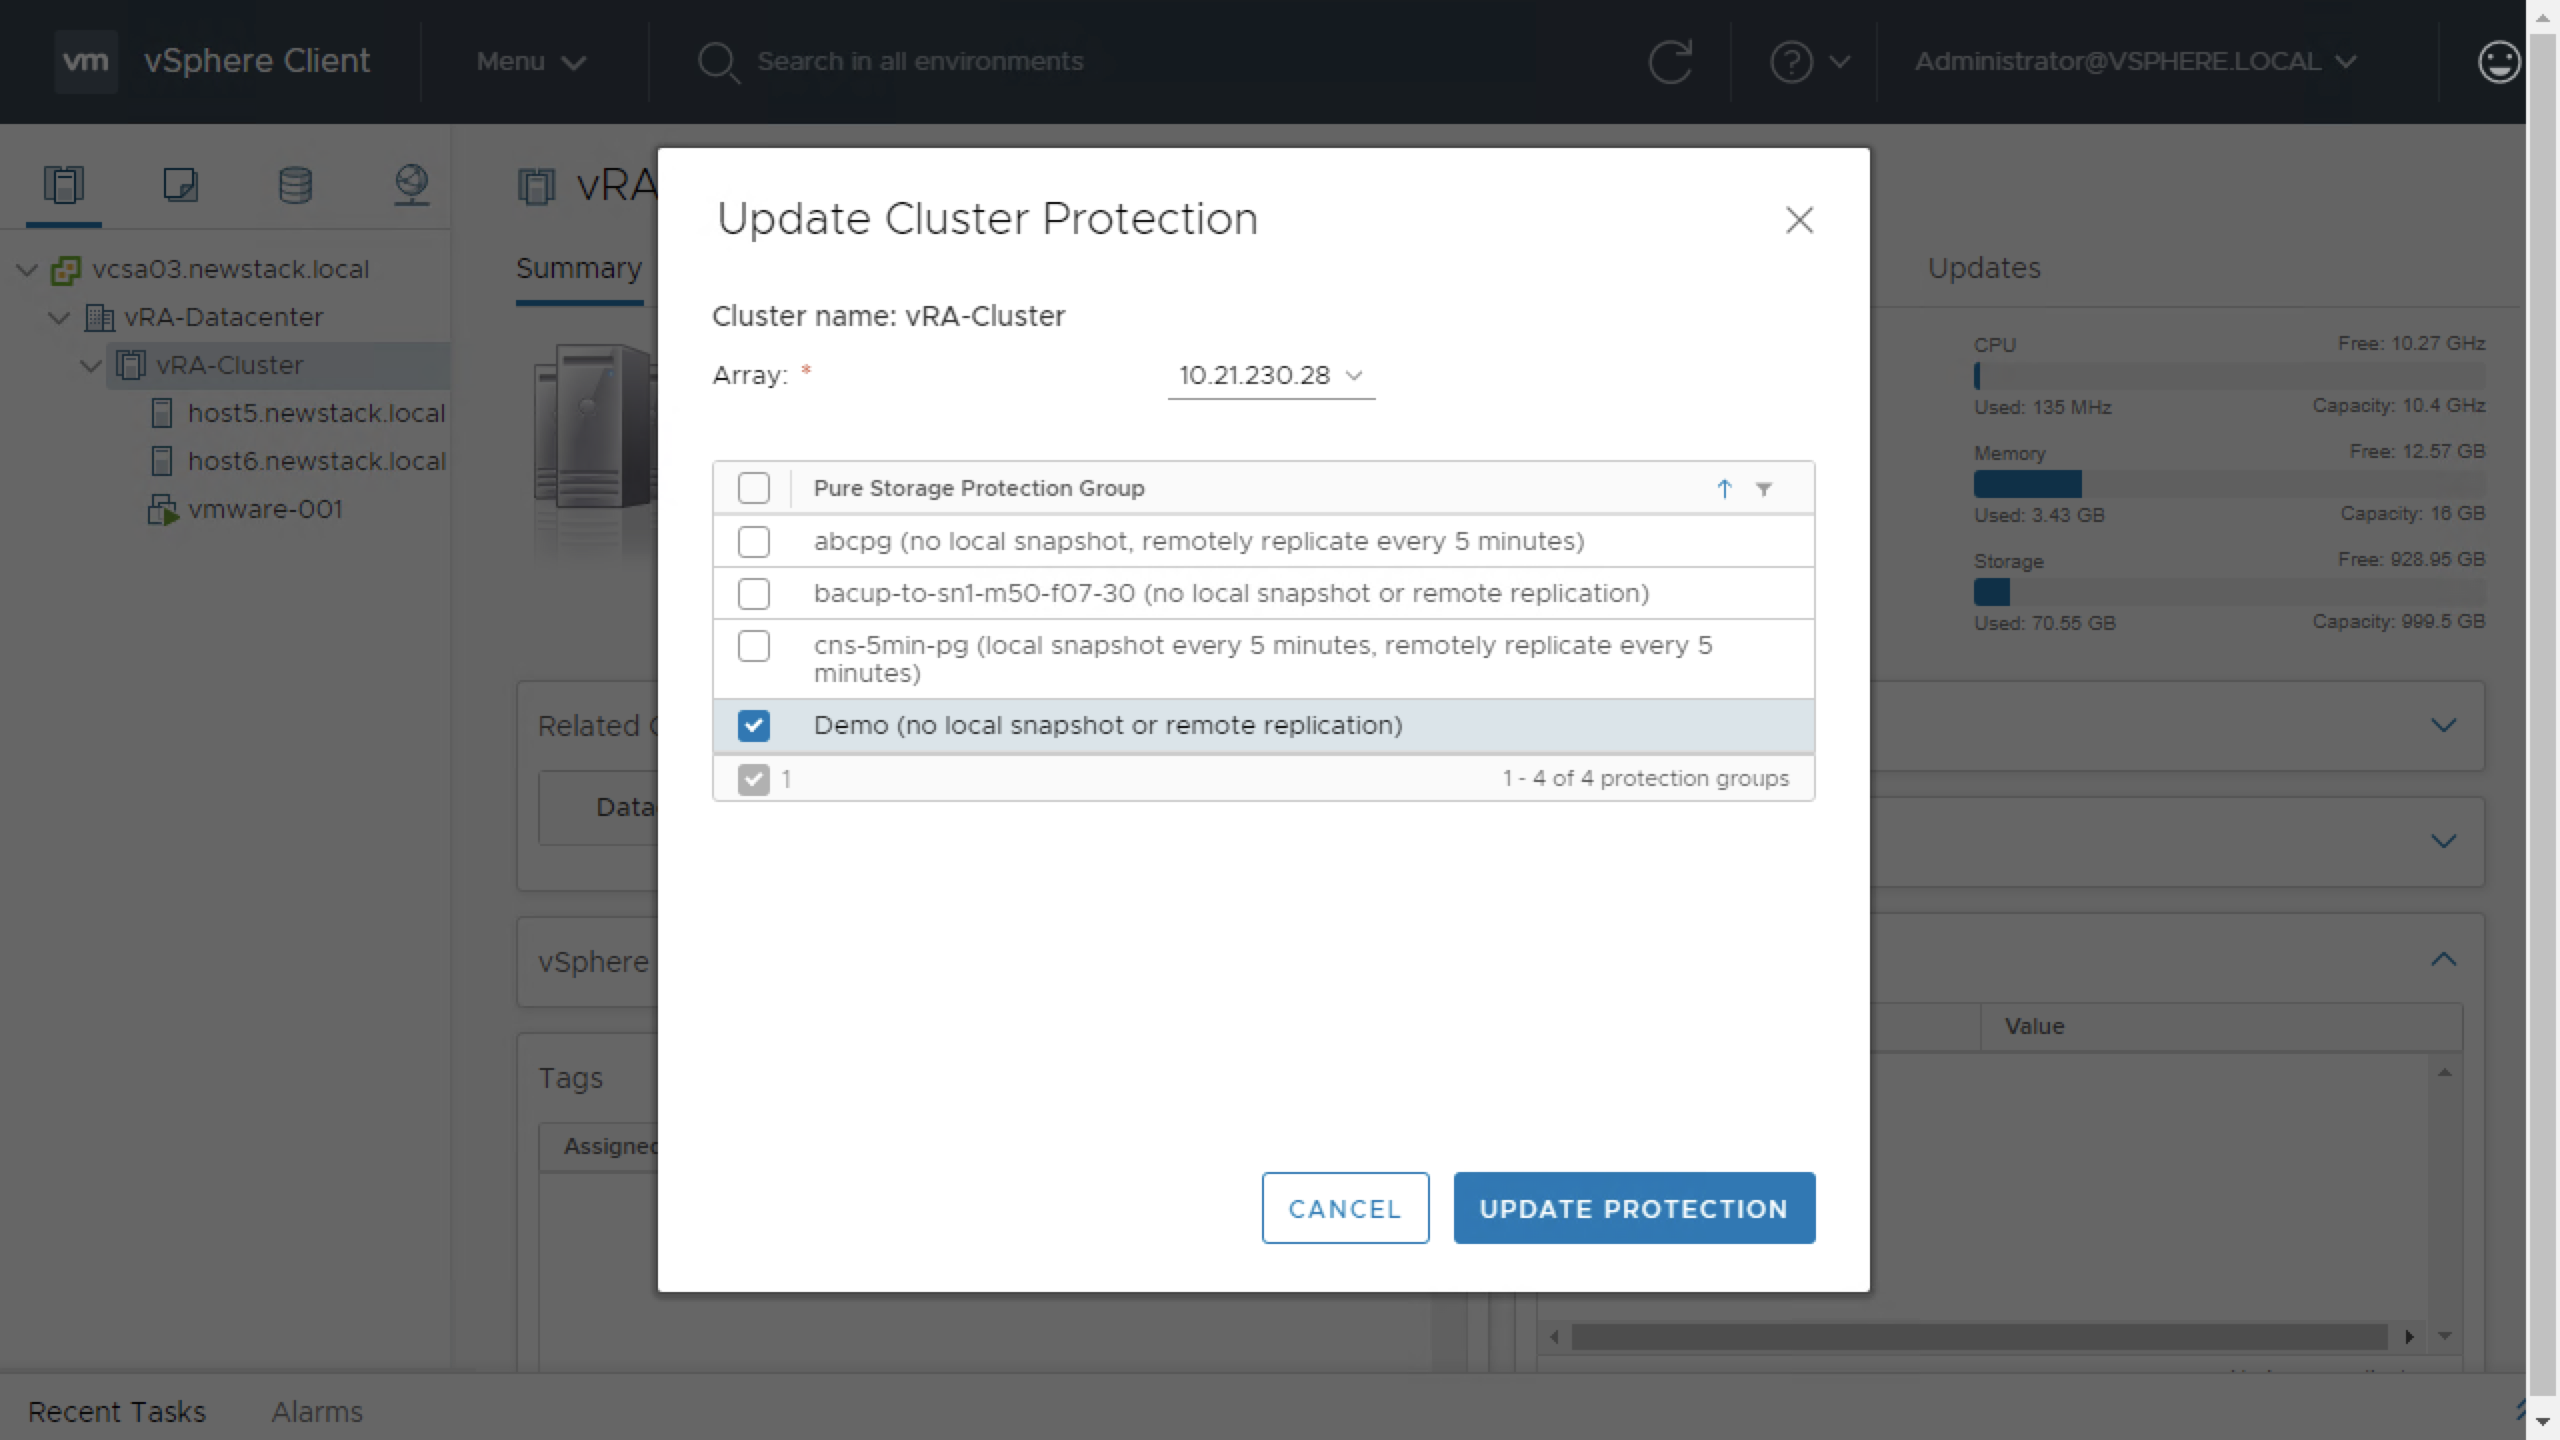 vm vSphere Client Menu Search in all environments Administrator@VSPHERE.LOCAL
vRA
vcsa03.newstack.local
vRA-Datacenter
vRA-Cluster
host5.newstack.local
host6.newstack.local
vmware-001
Summary
Updates
Update Cluster Protection
Cluster name: vRA-Cluster
Array: * 10.21.230.28
Pure Storage Protection Group
abcpg (no local snapshot, remotely replicate every 5 minutes)
bacup-to-sn1-m50-f07-30 (no local snapshot or remote replication)
cns-5min-pg (local snapshot every 5 minutes, remotely replicate every 5
minutes)
Demo (no local snapshot or remote replication)
1 1 - 4 of 4 protection groups
CANCEL UPDATE PROTECTION
CPU Free: 10.27 GHz
Used: 135 MHz Capacity: 10.4 GHz
Memory Free: 12.57 GB
Used: 3.43 GB Capacity: 16 GB
Storage Free: 928.95 GB
Used: 70.55 GB Capacity: 999.5 GB
Related
Data
vSphere
Tags
Assigned
Value
Recent Tasks Alarms